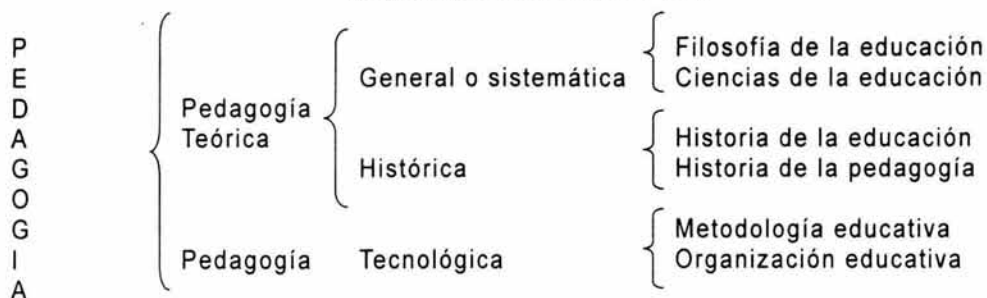 PEDAGOGIA
Pedagogía
Teórica
General o sistemática
Filosofía de la educación
Ciencias de la educación
Histórica
Historia de la educación
Historia de la pedagogía
Pedagogía
Tecnológica
Metodología educativa
Organización educativa